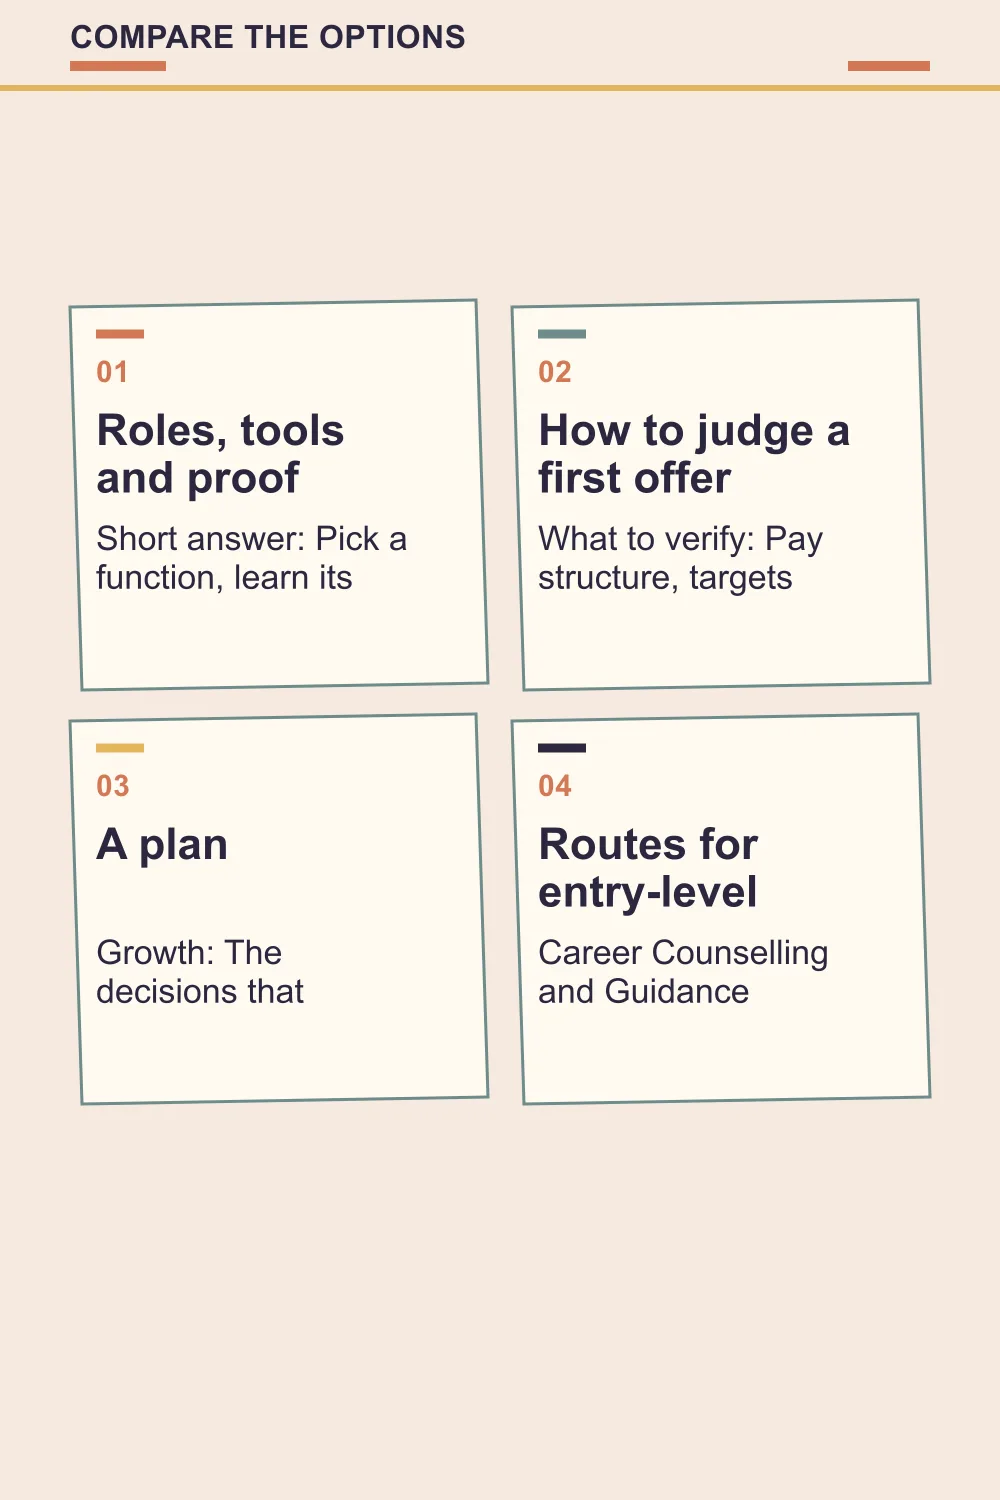 COMPARE THE OPTIONS
01
Roles, tools
and proof
Short answer: Pick a
function, learn its
02
How to judge a
first offer
What to verify: Pay
structure, targets
03
A plan
Growth: The
decisions that
04
Routes for
entry-level
Career Counselling
and Guidance